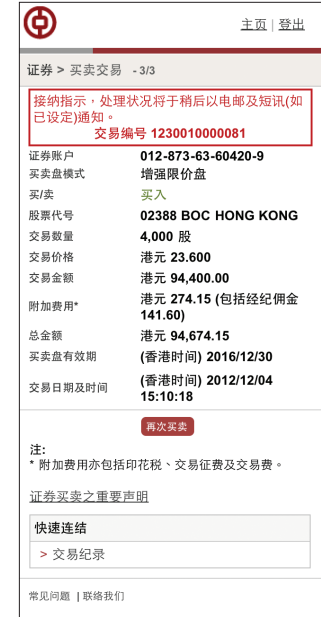 主页 | 登出
证券 > 买卖交易 - 3/3
接纳指示，处理状况将于稍后以电邮及短讯(如
已设定)通知。
交易编号 1230010000081
证券账户 012-873-63-60420-9
买卖盘模式 增强限价盘
买/卖 买入
股票代号 02388 BOC HONG KONG
交易数量 4,000 股
交易价格 港元 23.600
交易金额 港元 94,400.00
附加费用* 港元 274.15 (包括经纪佣金
141.60)
总金额 港元 94,674.15
买卖盘有效期 (香港时间) 2016/12/30
交易日期及时间 (香港时间) 2012/12/04
15:10:18
再次买卖
注:
* 附加费用亦包括印花税、交易征费及交易费。
证券买卖之重要声明
快速连结
> 交易纪录
常见问题 | 联络我们